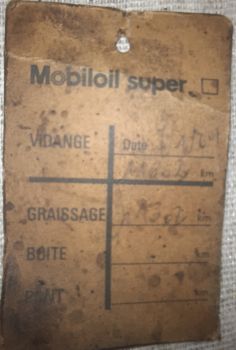 Mobiloil super
VIDANGE Date
km
GRAISSAGE km
BOITE km
PONT km